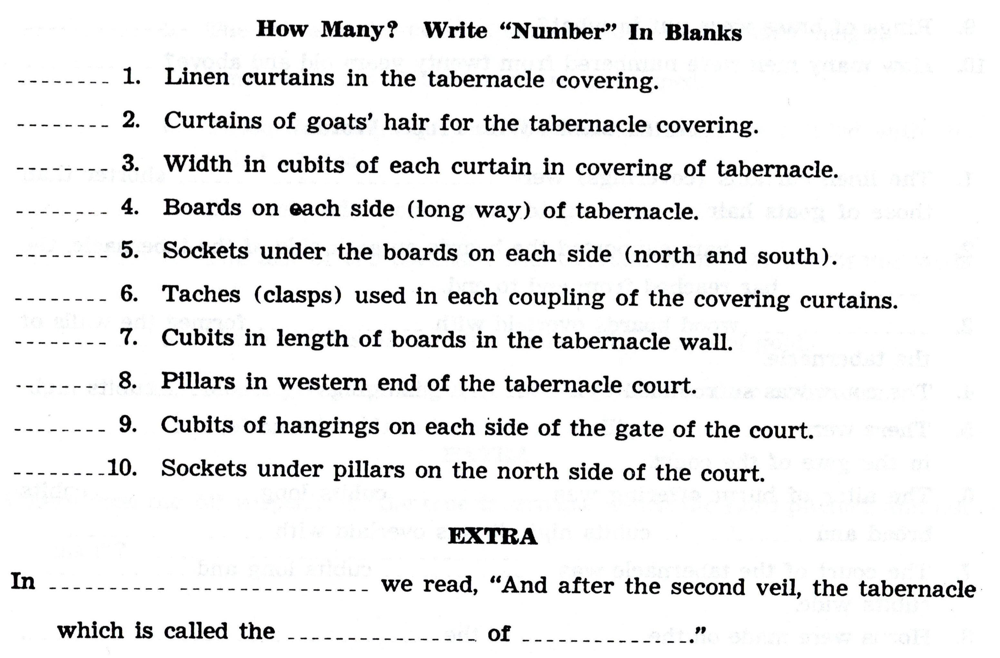 How Many? Write “Number” In Blanks
-------- 1. Linen curtains in the tabernacle covering.
-------- 2. Curtains of goats’ hair for the tabernacle covering.
-------- 3. Width in cubits of each curtain in covering of tabernacle.
-------- 4. Boards on each side (long way) of tabernacle.
-------- 5. Sockets under the boards on each side (north and south).
-------- 6. Taches (clasps) used in each coupling of the covering curtains.
-------- 7. Cubits in length of boards in the tabernacle wall.
-------- 8. Pillars in western end of the tabernacle court.
-------- 9. Cubits of hangings on each side of the gate of the court.
--------10. Sockets under pillars on the north side of the court.
EXTRA
In ---------- ---------------- we read, “And after the second veil, the tabernacle
which is called the ---------------- of --------------.”